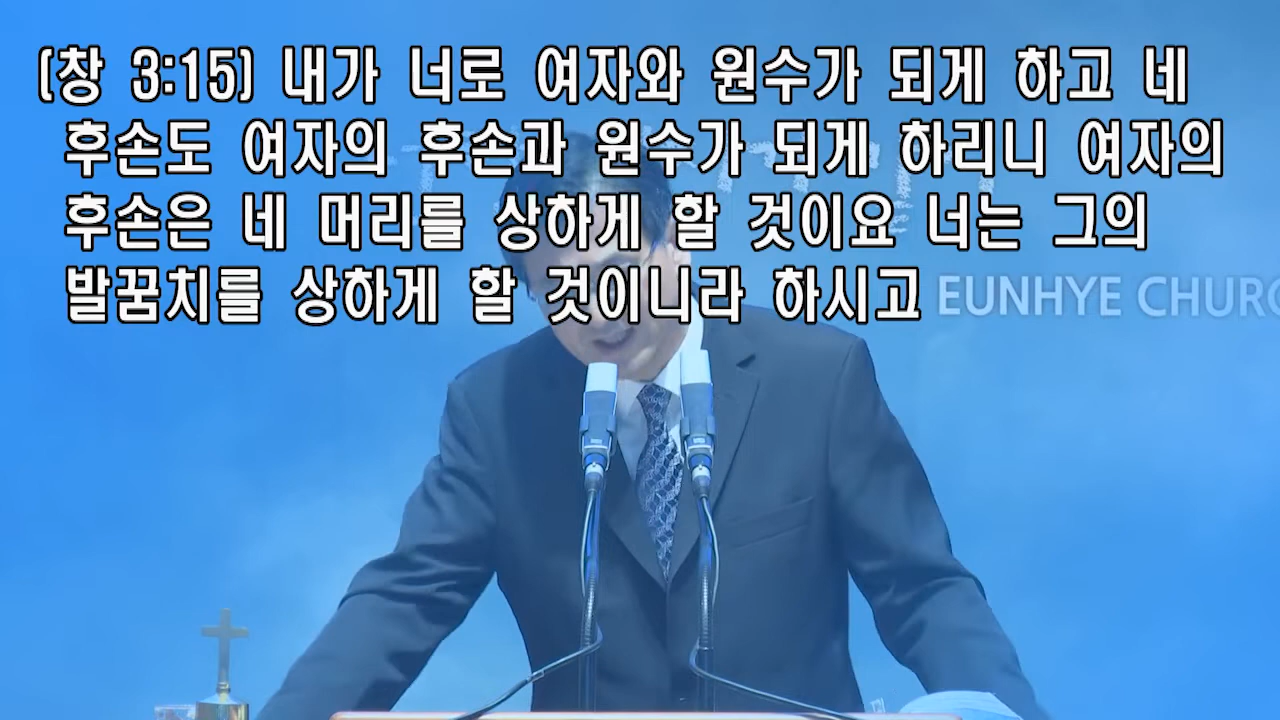 (창 3:15) 내가 너로 여자와 원수가 되게 하고 네
후손도 여자의 후손과 원수가 되게 하리니 여자의
후손은 네 머리를 상하게 할 것이요 너는 그의
발꿈치를 상하게 할 것이니라 하시고
EUNHYE